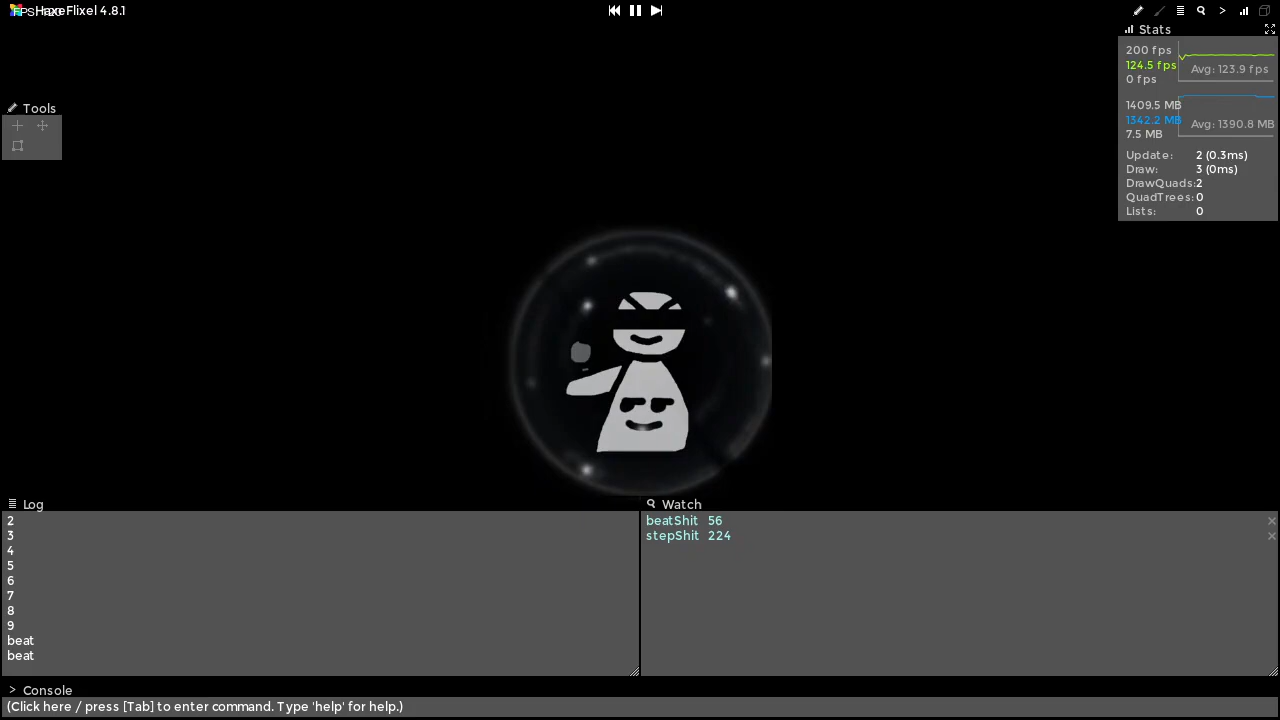 HaxeFlixel 4.8.1
Stats
200 fps
124.5 fps
0 fps
Avg: 123.9 fps
1409.5 MB
1342.2 MB
7.5 MB
Avg: 1390.8 MB
Update: 2 (0.3ms)
Draw: 3 (0ms)
DrawQuads: 2
QuadTrees: 0
Lists: 0
Tools
Log
2
3
4
5
6
7
8
9
beat
beat
Watch
beatShit 56
stepShit 224
> Console
(Click here / press [Tab] to enter command. Type 'help' for help.)